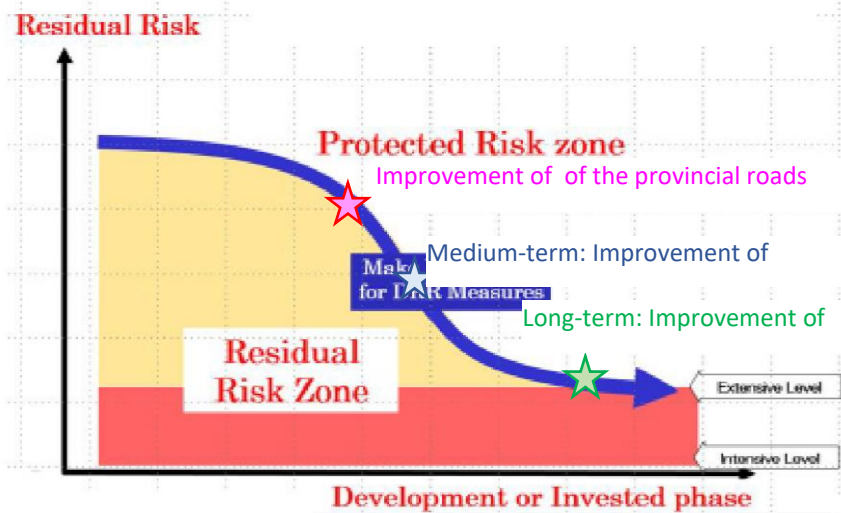 Residual Risk
Protected Risk zone
Improvement of of the provincial roads
Medium-term: Improvement of
for Measures
Long-term: Improvement of
Residual
Risk Zone
Extensive Level
Intensive Level
Development or Invested phase